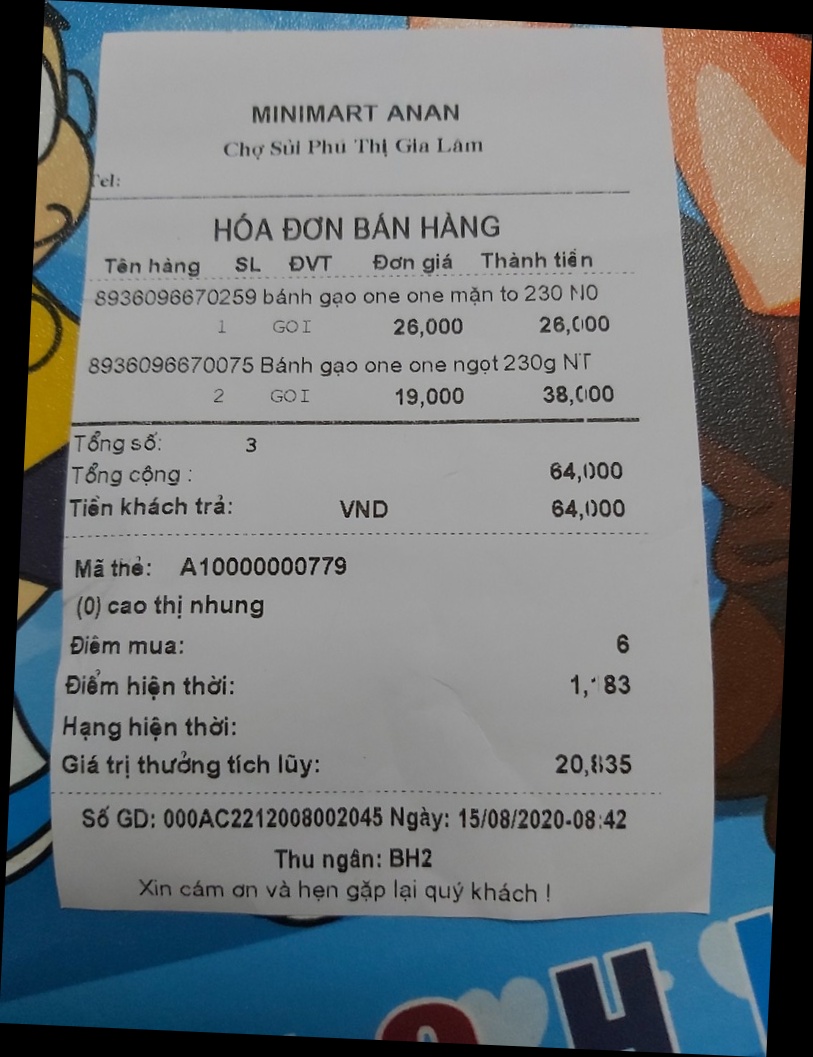 MINIMART ANAN
Chợ Sủi Phú Thị Gia Lâm
Tel:
HÓA ĐƠN BÁN HÀNG
Tên hàng SL ĐVT Đơn giá Thành tiền
8936096670259 bánh gạo one one mặn to 230 N0
1 GOI 26,000 26,000
8936096670075 Bánh gạo one one ngọt 230g NT
2 GOI 19,000 38,000
Tổng số: 3
Tổng cộng : 64,000
Tiền khách trả: VND 64,000
Mã thẻ: A10000000779
(0) cao thị nhung
Điểm mua: 6
Điểm hiện thời:
Hạng hiện thời:
Giá trị thưởng tích lũy: 20,835
Số GD: 000AC2212008002045 Ngày: 15/08/2020-08:42
Thu ngân: BH2
Xin cám ơn và hẹn gặp lại quý khách !